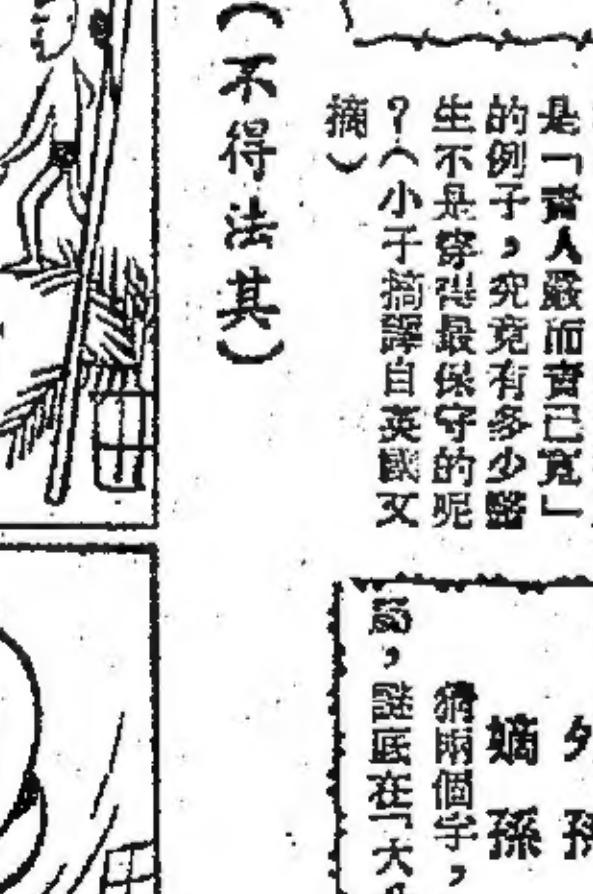 是「責人嚴而責己寬」
的例子，究竟有多少醫
生不是穿得最保守的呢
？（小子摘譯自英國文
摘）
（不得法其）
外孫
嫡孫
猜兩個字，
，謎底在「大